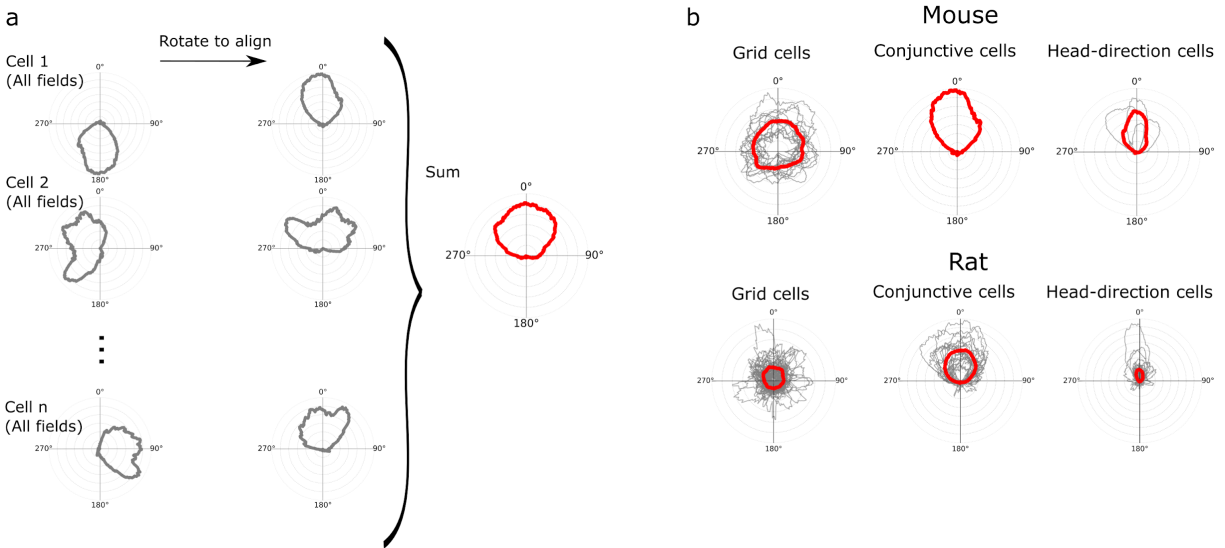 a
Rotate to align
Cell 1
(All fields)
0°
270°
90°
180°
0°
270°
90°
180°
Cell 2
(All fields)
0°
270°
90°
180°
0°
270°
90°
180°
Cell n
(All fields)
0°
270°
90°
180°
0°
270°
90°
180°
Sum
0°
270°
90°
180°
b
Mouse
Grid cells
Conjunctive cells
Head-direction cells
0°
270°
90°
180°
0°
270°
90°
180°
0°
270°
90°
180°
Rat
Grid cells
Conjunctive cells
Head-direction cells
0°
270°
90°
180°
0°
270°
90°
180°
0°
270°
90°
180°